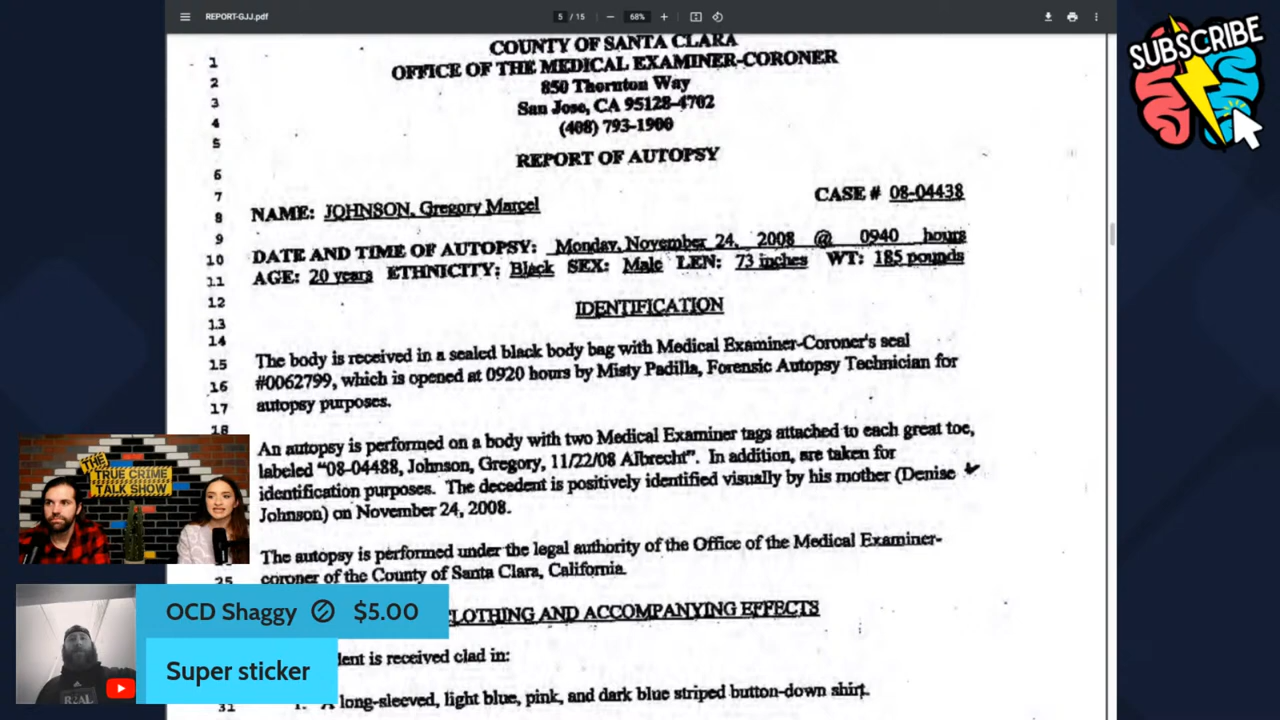 REPORT-GJJ.pdf
5 / 15
68%
SUBSCRIBE
COUNTY OF SANTA CLARA
1 OFFICE OF THE MEDICAL EXAMINER-CORONER
2 850 Thornton Way
3 San Jose, CA 95128-4702
4 (408) 793-1900
5
REPORT OF AUTOPSY
6
7 CASE # 08-04438
8 NAME: JOHNSON, Gregory Marcel
9
10 DATE AND TIME OF AUTOPSY: Monday, November 24, 2008 @ 0940 hours
11 AGE: 20 years ETHNICITY: Black SEX: Male LEN: 73 inches WT: 185 pounds
12
IDENTIFICATION
13
14
15 The body is received in a sealed black body bag with Medical Examiner-Coroner's seal
16 #0062799, which is opened at 0920 hours by Misty Padilla, Forensic Autopsy Technician for
17 autopsy purposes.
18
An autopsy is performed on a body with two Medical Examiner tags attached to each great toe,
labeled "08-04488, Johnson, Gregory, 11/22/08 Albrecht". In addition, are taken for
identification purposes. The decedent is positively identified visually by his mother (Denise
Johnson) on November 24, 2008.
The autopsy is performed under the legal authority of the Office of the Medical Examiner-
25 coroner of the County of Santa Clara, California.
LOTHING AND ACCOMPANYING EFFECTS
dent is received clad in:
31 1. A long-sleeved, light blue, pink, and dark blue striped button-down shirt.
THE
TRUE CRIME
TALK SHOW
OCD Shaggy $5.00
Super sticker